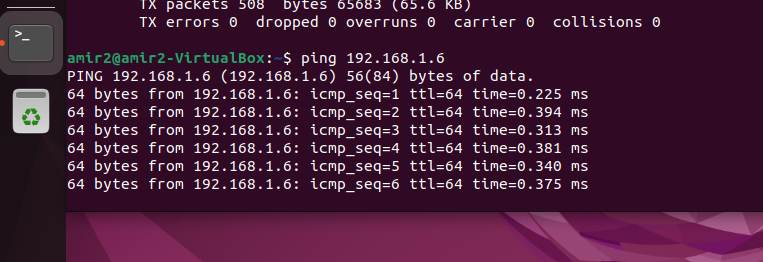 TX packets 508  bytes 65683 (65.6 KB)
TX errors 0  dropped 0 overruns 0  carrier 0  collisions 0
>_
amir2@amir2-VirtualBox:~$ ping 192.168.1.6
PING 192.168.1.6 (192.168.1.6) 56(84) bytes of data.
64 bytes from 192.168.1.6: icmp_seq=1 ttl=64 time=0.225 ms
64 bytes from 192.168.1.6: icmp_seq=2 ttl=64 time=0.394 ms
64 bytes from 192.168.1.6: icmp_seq=3 ttl=64 time=0.313 ms
64 bytes from 192.168.1.6: icmp_seq=4 ttl=64 time=0.381 ms
64 bytes from 192.168.1.6: icmp_seq=5 ttl=64 time=0.340 ms
64 bytes from 192.168.1.6: icmp_seq=6 ttl=64 time=0.375 ms